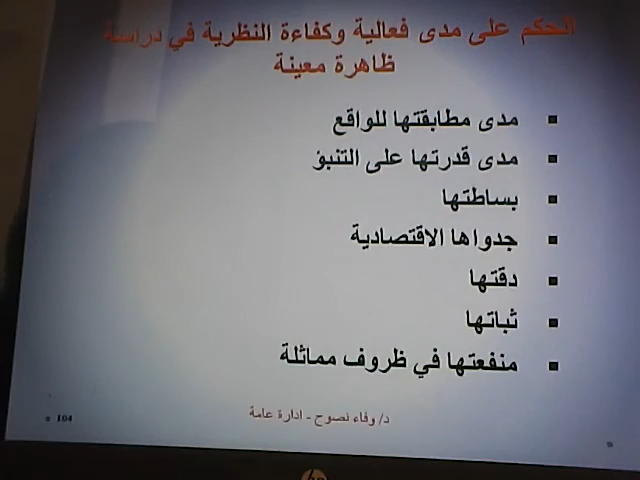 الحكم على مدى فعالية وكفاءة النظرية في دراسة
ظاهرة معينة
▪ مدى مطابقتها للواقع
▪ مدى قدرتها على التنبؤ
▪ بساطتها
▪ جدواها الاقتصادية
▪ دقتها
▪ ثباتها
▪ منفعتها في ظروف مماثلة
د/ وفاء نصوح - ادارة عامة
104
hp